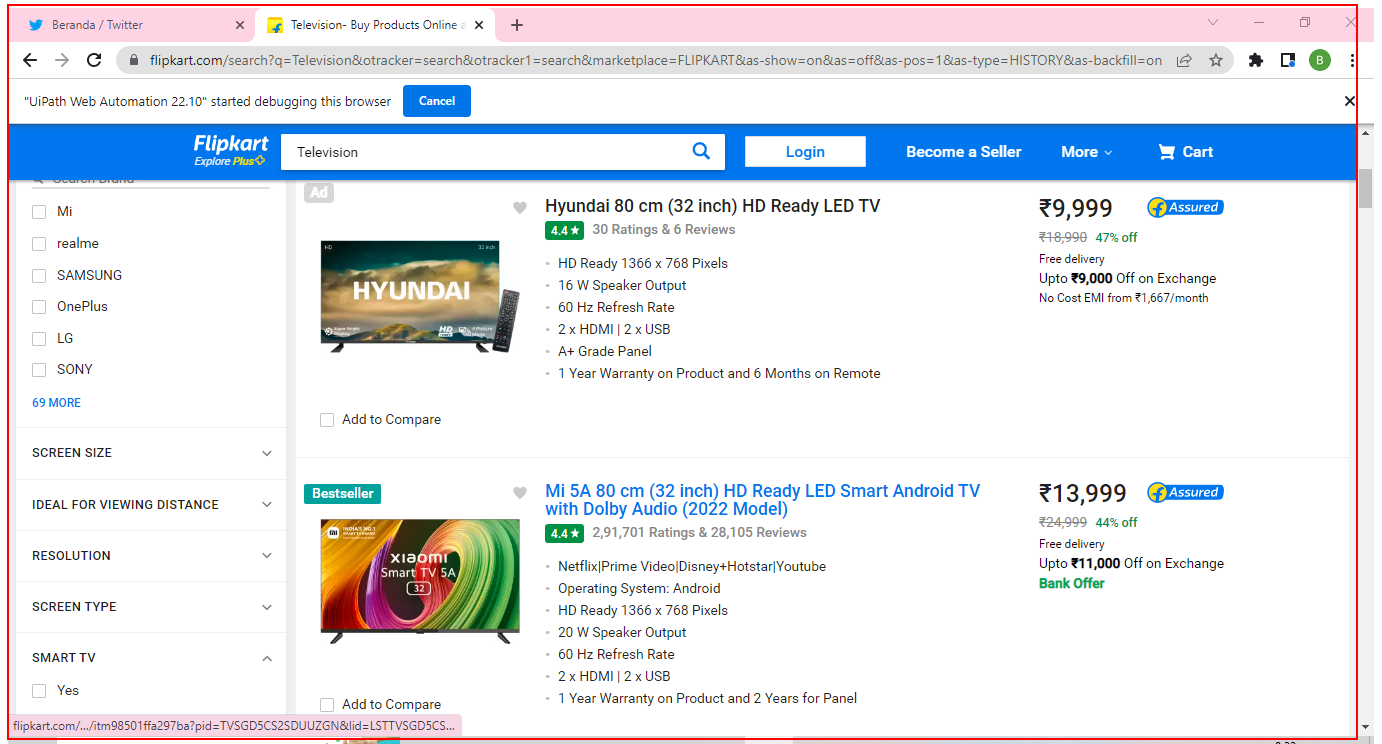 Beranda / Twitter
Television- Buy Products Online a
flipkart.com/search?q=Television&otracker=search&otracker1=search&marketplace=FLIPKART&as-show=on&as=off&as-pos=1&as-type=HISTORY&as-backfill=on
B
"UiPath Web Automation 22.10" started debugging this browser
Cancel
Flipkart
Explore Plus
Television
Login
Become a Seller
More
Cart
Search Brand
Mi
realme
SAMSUNG
OnePlus
LG
SONY
69 MORE
SCREEN SIZE
IDEAL FOR VIEWING DISTANCE
RESOLUTION
SCREEN TYPE
SMART TV
Yes
Ad
HD
32 inch
HYUNDAI
Super Bright
HD
A Picture
Mode
Add to Compare
Hyundai 80 cm (32 inch) HD Ready LED TV
4.4★
30 Ratings & 6 Reviews
HD Ready 1366 x 768 Pixels
16 W Speaker Output
60 Hz Refresh Rate
2 x HDMI | 2 x USB
A+ Grade Panel
1 Year Warranty on Product and 6 Months on Remote
₹9,999
Assured
₹18,990 47% off
Free delivery
Upto ₹9,000 Off on Exchange
No Cost EMI from ₹1,667/month
Bestseller
mi
INDIA'S NO.1
xiaomi
Smart TV 5A
32
Add to Compare
Mi 5A 80 cm (32 inch) HD Ready LED Smart Android TV
with Dolby Audio (2022 Model)
4.4★
2,91,701 Ratings & 28,105 Reviews
Netflix|Prime Video|Disney+Hotstar|Youtube
Operating System: Android
HD Ready 1366 x 768 Pixels
20 W Speaker Output
60 Hz Refresh Rate
2 x HDMI | 2 x USB
1 Year Warranty on Product and 2 Years for Panel
₹13,999
Assured
₹24,999 44% off
Free delivery
Upto ₹11,000 Off on Exchange
Bank Offer
flipkart.com/.../itm98501ffa297ba?pid=TVSGD5CS2SDUUZGN&lid=LSTTVSGD5CS...